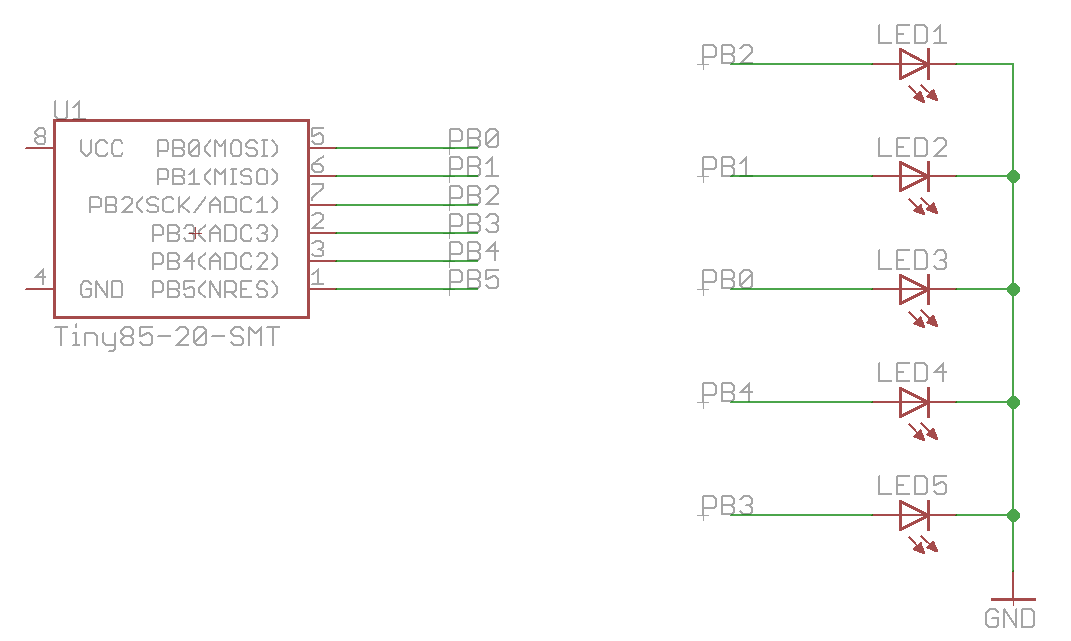 U1
8 VCC PB0(MOSI) 5 PB0
PB1(MISO) 6 PB1
PB2(SCK/ADC1) 7 PB2
PB3(ADC3) 2 PB3
PB4(ADC2) 3 PB4
4 GND PB5(NRES) 1 PB5
Tiny85-20-SMT
PB2 LED1
PB1 LED2
PB0 LED3
PB4 LED4
PB3 LED5
GND